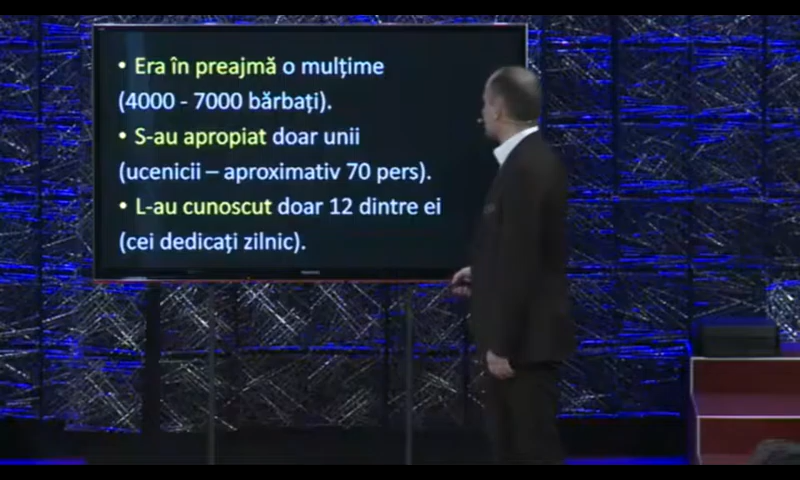 • Era în preajmă o mulțime
(4000 - 7000 bărbați).
• S-au apropiat doar unii
(ucenicii – aproximativ 70 pers).
• L-au cunoscut doar 12 dintre ei
(cei dedicați zilnic).